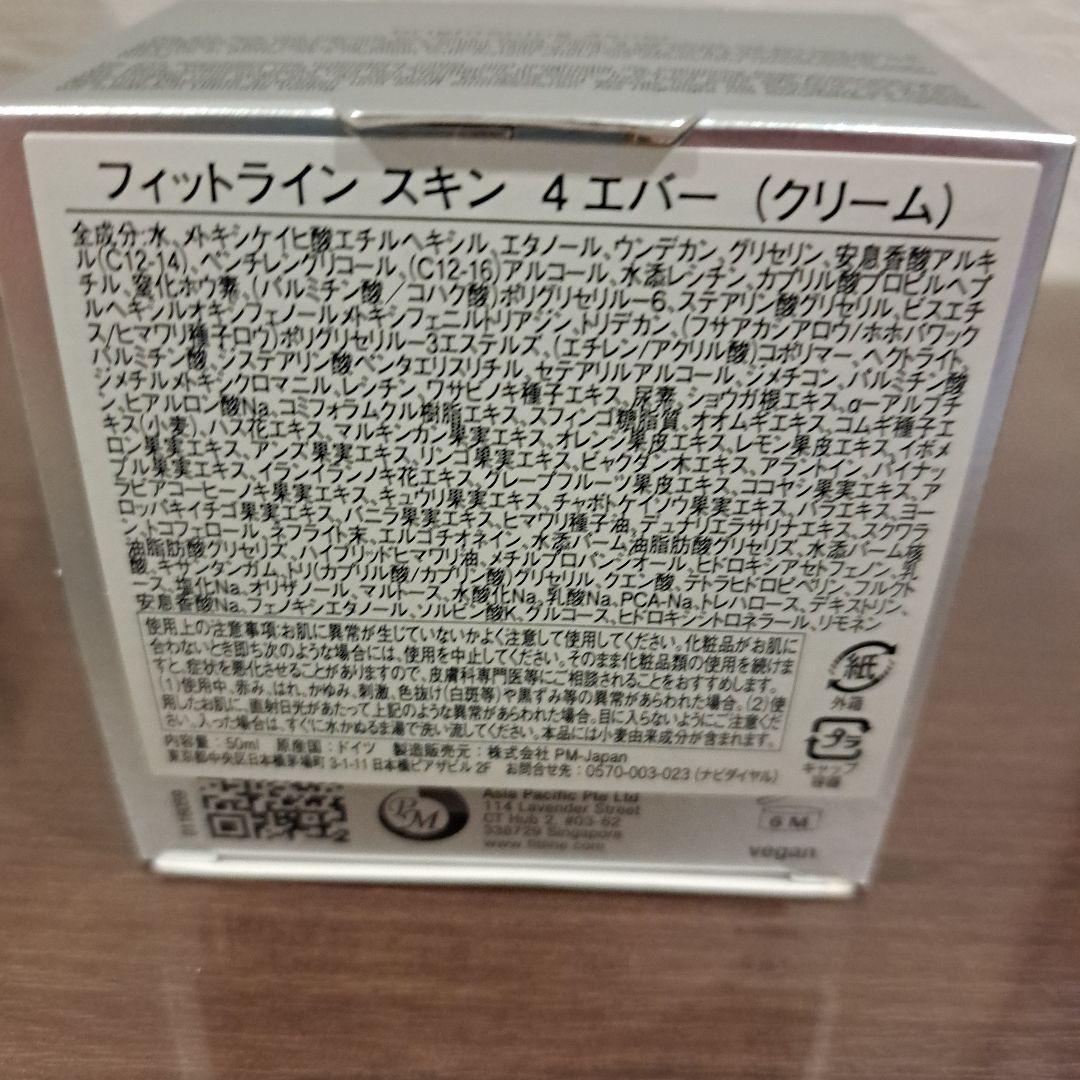 フィットライン スキン 4エバー (クリーム)
全成分:水、メトキシケイヒ酸エチルヘキシル、エタノール、ウンデカン、グリセリン、安息香酸アルキ
ル(C12-14)、ペンチレングリコール、(C12-16)アルコール、水添レシチン、カプリル酸プロピルヘプ
チル、窒化ホウ素、(パルミチン酸/コハク酸)ポリグリセリル-6、ステアリン酸グリセリル、ビスエチ
ルヘキシルオキシフェノールメトキシフェニルトリアジン、トリデカン、(フサアカシアロウ/ホホバワック
ス/ヒマワリ種子ロウ)ポリグリセリル-3エステルズ、(エチレン/アクリル酸)コポリマー、ヘクトライト、
パルミチン酸、ジステアリン酸ペンタエリスリチル、セテアリルアルコール、ジメチコン、パルミチン酸
ジメチルメトキシクロマニル、レシチン、ワサビノキ種子エキス、尿素、ショウガ根エキス、α-アルブチ
ン、ヒアルロン酸Na、コミフォラムクル樹脂エキス、スフィンゴ糖脂質、オオムギエキス、コムギ種子エ
キス(小麦)、ハス花エキス、マルキンカン果実エキス、オレンジ果皮エキス、レモン果皮エキス、イポメ
ロン果実エキス、アンズ果実エキス、リンゴ果実エキス、ビャクダン木エキス、アラントイン、パイナッ
プル果実エキス、イランイランノキ花エキス、グレープフルーツ果皮エキス、ココヤシ果実エキス、ア
ラビアコーヒーノキ果実エキス、キュウリ果実エキス、チャボトケイソウ果実エキス、バラエキス、ヨー
ロッパキイチゴ果実エキス、バニラ果実エキス、ヒマワリ種子油、デュナリエラサリナエキス、スクワラ
ン、トコフェロール、ネフライト末、エルゴチオネイン、水添パーム油脂肪酸グリセリズ、水添パーム核
油脂肪酸グリセリズ、ハイブリッドヒマワリ油、メチルプロパンジオール、ヒドロキシアセトフェノン、乳
酸、キサンタンガム、トリ(カプリル酸/カプリン酸)グリセリル、クエン酸、テトラヒドロピペリン、フルクト
ース、塩化Na、オリザノール、マルトース、水酸化Na、乳酸Na、PCA-Na、トレハロース、デキストリン、
安息香酸Na、フェノキシエタノール、ソルビン酸K、グルコース、ヒドロキシシトロネラール、リモネン
使用上の注意事項:お肌に異常が生じていないかよく注意して使用してください。化粧品がお肌に
合わないとき即ち次のような場合には、使用を中止してください。そのまま化粧品類の使用を続けま
すと、症状を悪化させることがありますので、皮膚科専門医等にご相談されることをおすすめします。
(1)使用中、赤み、はれ、かゆみ、刺激、色抜け(白斑等)や黒ずみ等の異常があらわれた場合。(2)使
用したお肌に、直射日光があたって上記のような異常があらわれた場合。目に入らないようにご注意くだ
さい。入った場合は、すぐに水かぬるま湯で洗い流してください。本品には小麦由来成分が含まれます。
内容量:50ml 原産国:ドイツ 製造販売元:株式会社 PM-Japan
東京都中央区日本橋茅場町 3-1-11 日本橋ピアザビル 2F お問合せ先:0570-003-023(ナビダイヤル)
紙
外箱
プラ
キャップ
容器
PM
Asia Pacific Pte Ltd
114 Lavender Street
CT Hub 2, #03-62
338729 Singapore
www.fitline.com
6 M
vegan